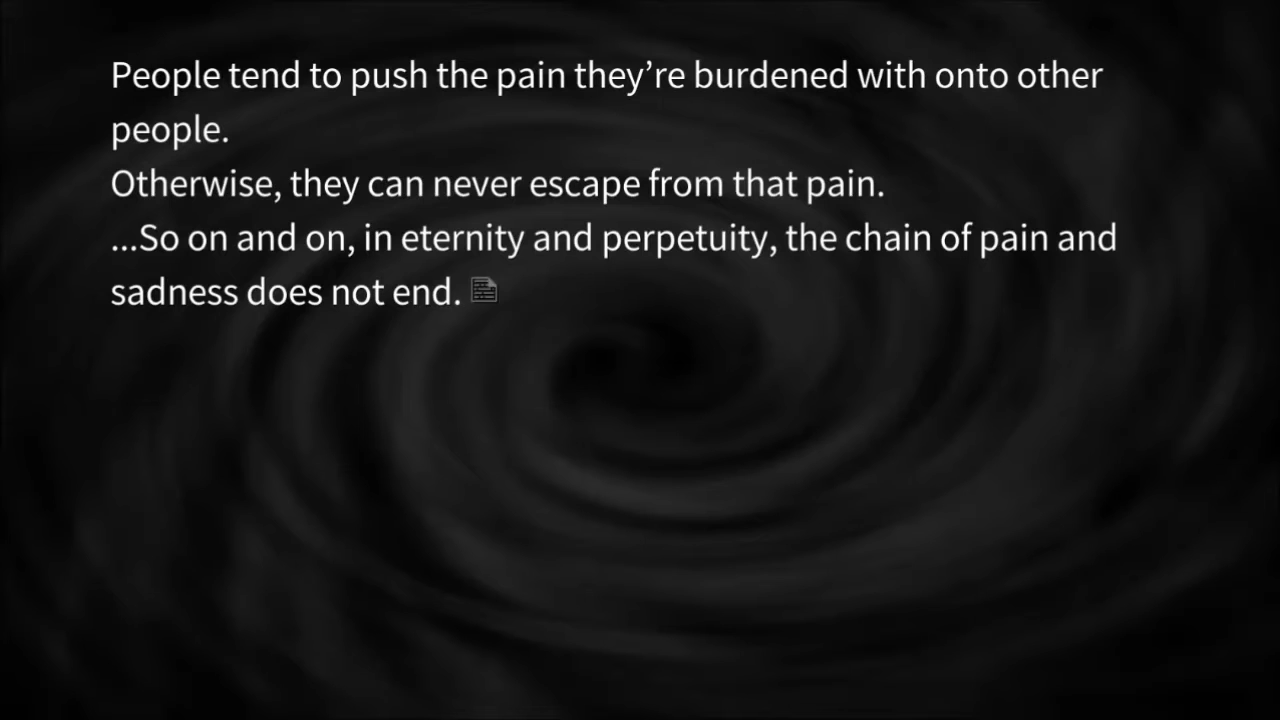 People tend to push the pain they’re burdened with onto other
people.
Otherwise, they can never escape from that pain.
...So on and on, in eternity and perpetuity, the chain of pain and
sadness does not end.